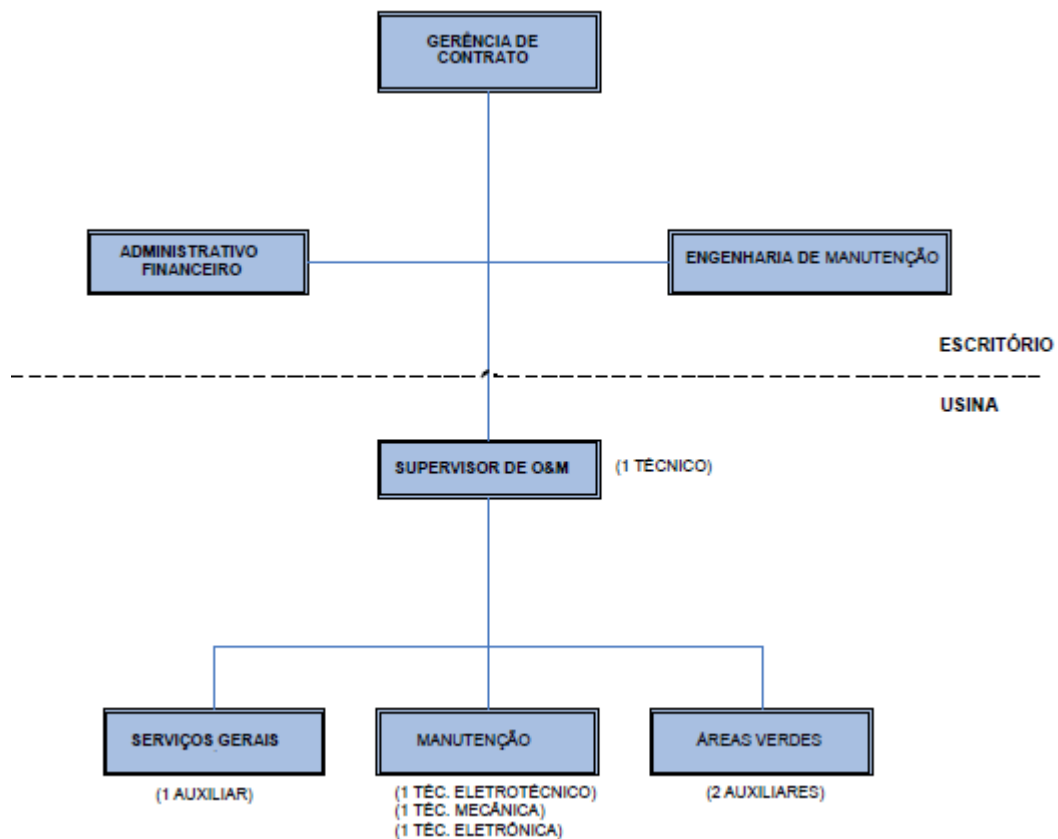 GERÊNCIA DE
CONTRATO
ADMINISTRATIVO
FINANCEIRO
ENGENHARIA DE MANUTENÇÃO
ESCRITÓRIO
USINA
SUPERVISOR DE O&M
(1 TÉCNICO)
SERVIÇOS GERAIS
MANUTENÇÃO
ÁREAS VERDES
(1 AUXILIAR)
(1 TÉC. ELETROTÉCNICO)
(1 TÉC. MECÂNICA)
(1 TÉC. ELETRÔNICA)
(2 AUXILIARES)